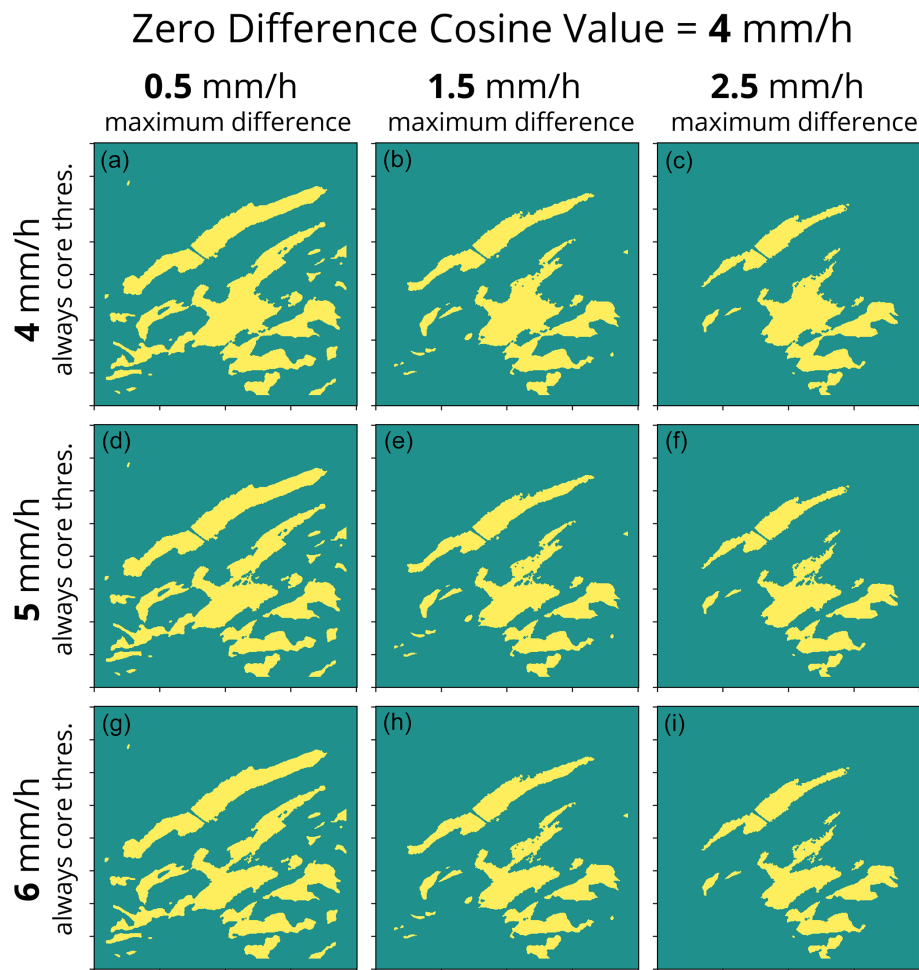 Zero Difference Cosine Value = 4 mm/h
0.5 mm/h
maximum difference
1.5 mm/h
maximum difference
2.5 mm/h
maximum difference
4 mm/h
always core thres.
(a)
(b)
(c)
5 mm/h
always core thres.
(d)
(e)
(f)
6 mm/h
always core thres.
(g)
(h)
(i)